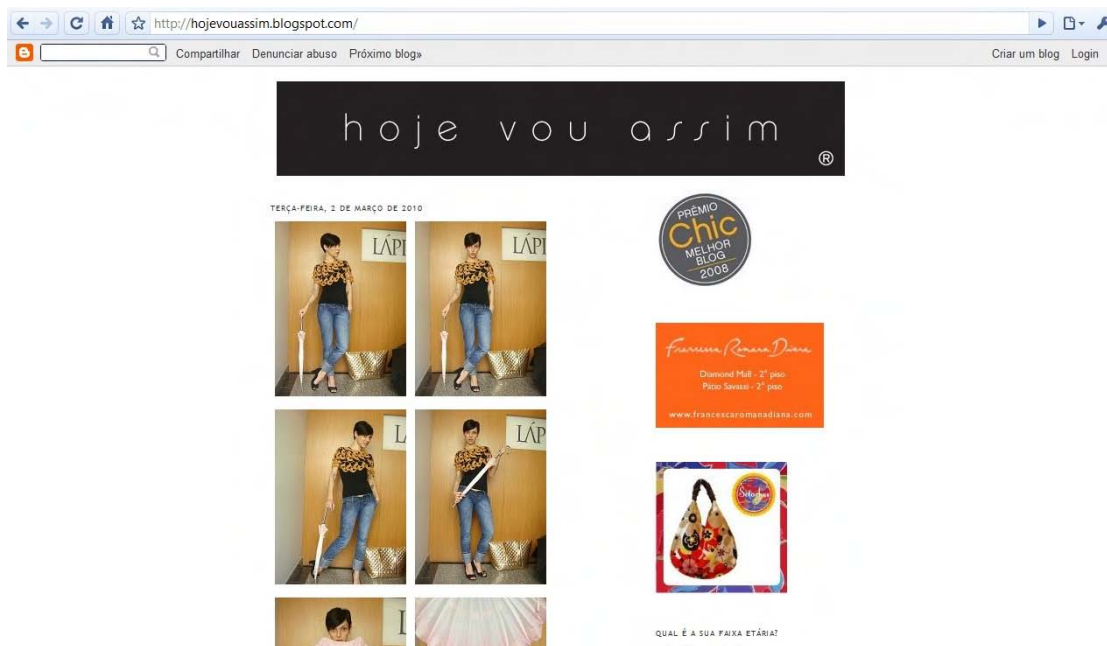 http://hojevouassim.blogspot.com/
Compartilhar Denunciar abuso Próximo blog» Criar um blog Login
hoje vou assim
®
TERÇA-FEIRA, 2 DE MARÇO DE 2010
LÁPI
LÁPI
L
LÁP
L
PRÊMIO
Chic
MELHOR
BLOG
2008
Francesca Romana Diana
Diamond Mall - 2° piso
Pátio Savassi - 2° piso
www.francescaromanadiana.com
QUAL É A SUA FAIXA ETÁRIA?